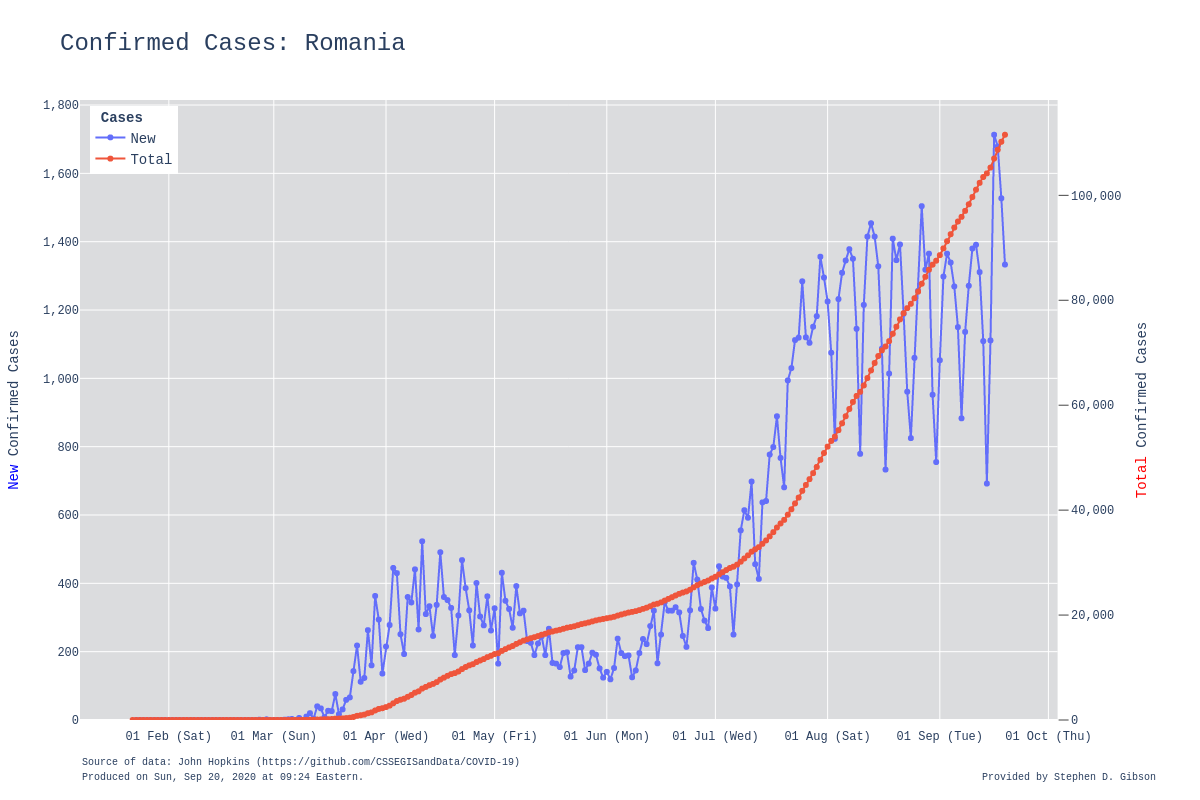 Confirmed Cases: Romania
Cases
New
Total
1,800
1,600
1,400
1,200
1,000
800
600
400
200
0
New Confirmed Cases
100,000
80,000
60,000
40,000
20,000
0
Total Confirmed Cases
01 Feb (Sat) 01 Mar (Sun) 01 Apr (Wed) 01 May (Fri) 01 Jun (Mon) 01 Jul (Wed) 01 Aug (Sat) 01 Sep (Tue) 01 Oct (Thu)
Source of data: John Hopkins (https://github.com/CSSEGISandData/COVID-19)
Produced on Sun, Sep 20, 2020 at 09:24 Eastern.
Provided by Stephen D. Gibson